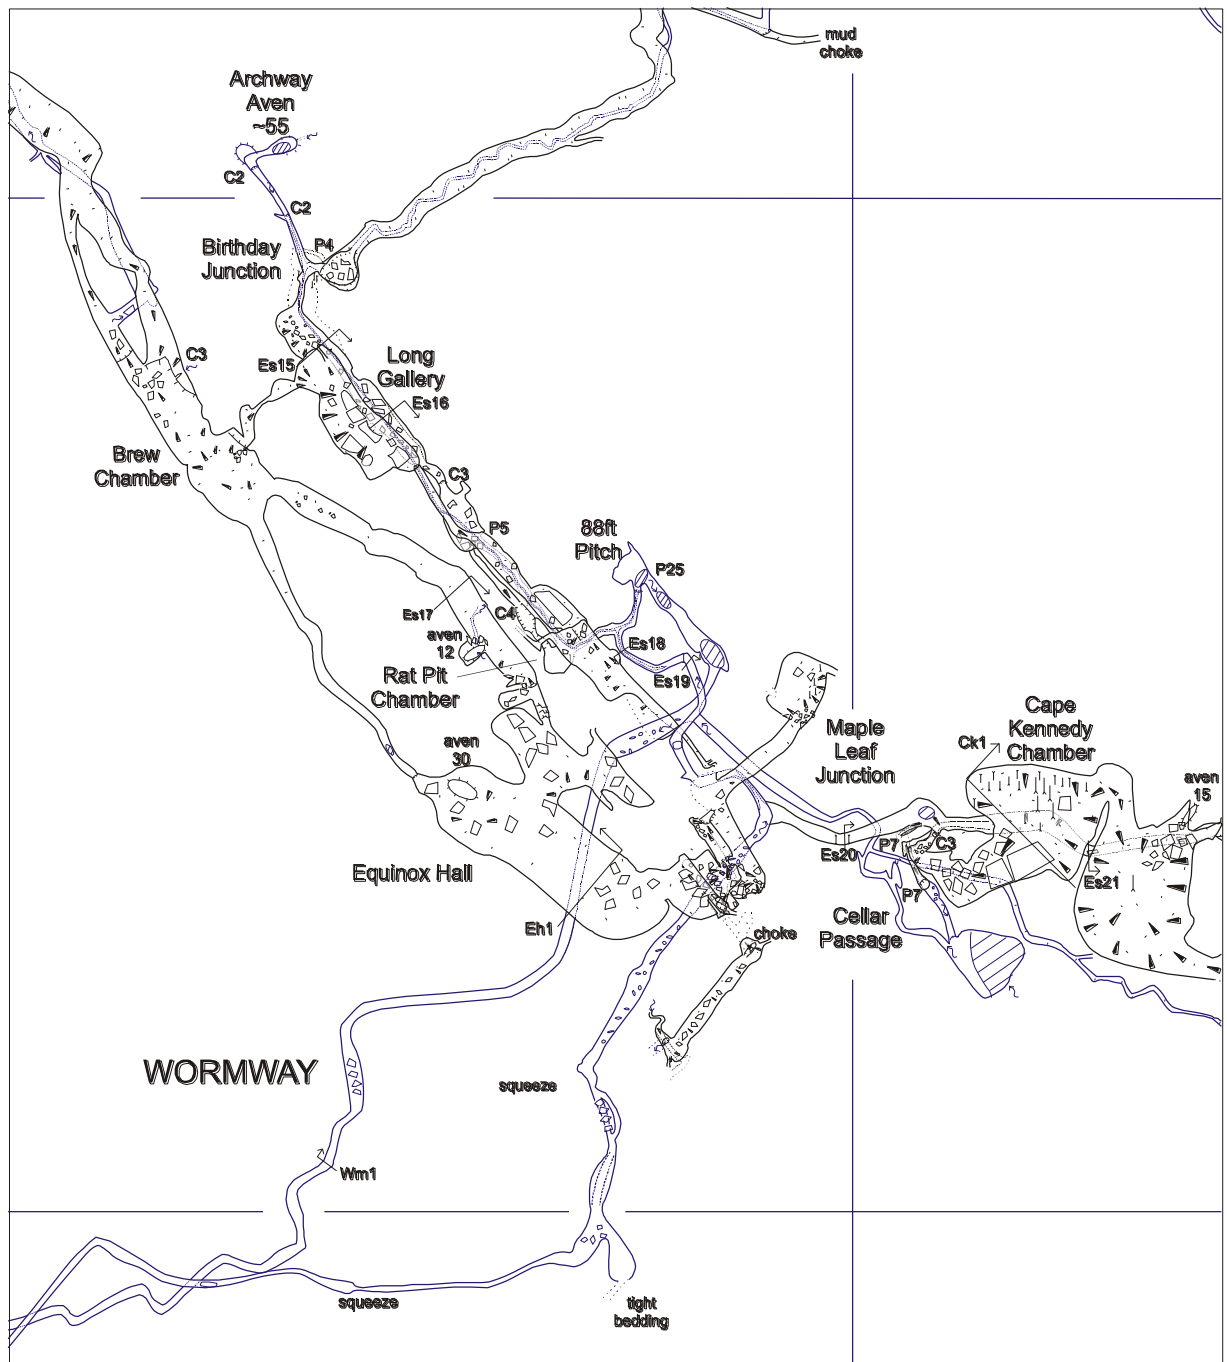 mud
choke
Archway
Aven
~55
C2
C2
Birthday
Junction
P4
C3
Es15
Long
Gallery
Es16
Brew
Chamber
C3
P5
88ft
Pitch
P25
Es17
C4
aven
12
Es18
Rat Pit
Chamber
Es19
Cape
Kennedy
Chamber
Maple
Leaf
Junction
Ck1
aven
30
aven
15
Es20
P7
C3
Equinox Hall
Es21
P7
Eh1
Cellar
Passage
choke
WORMWAY
squeeze
Wm1
squeeze
tight
bedding